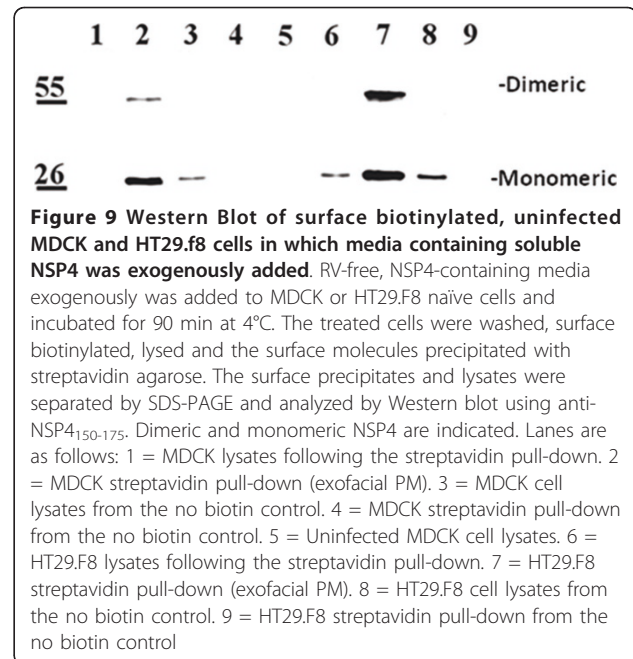 1 2 3 4 5 6 7 8 9
55 -Dimeric
26 -Monomeric
Figure 9 Western Blot of surface biotinylated, uninfected
MDCK and HT29.f8 cells in which media containing soluble
NSP4 was exogenously added. RV-free, NSP4-containing media
exogenously was added to MDCK or HT29.F8 naïve cells and
incubated for 90 min at 4°C. The treated cells were washed, surface
biotinylated, lysed and the surface molecules precipitated with
streptavidin agarose. The surface precipitates and lysates were
separated by SDS-PAGE and analyzed by Western blot using anti-
NSP4150-175. Dimeric and monomeric NSP4 are indicated. Lanes are
as follows: 1 = MDCK lysates following the streptavidin pull-down. 2
= MDCK streptavidin pull-down (exofacial PM). 3 = MDCK cell
lysates from the no biotin control. 4 = MDCK streptavidin pull-down
from the no biotin control. 5 = Uninfected MDCK cell lysates. 6 =
HT29.F8 lysates following the streptavidin pull-down. 7 = HT29.F8
streptavidin pull-down (exofacial PM). 8 = HT29.F8 cell lysates from
the no biotin control. 9 = HT29.F8 streptavidin pull-down from the
no biotin control